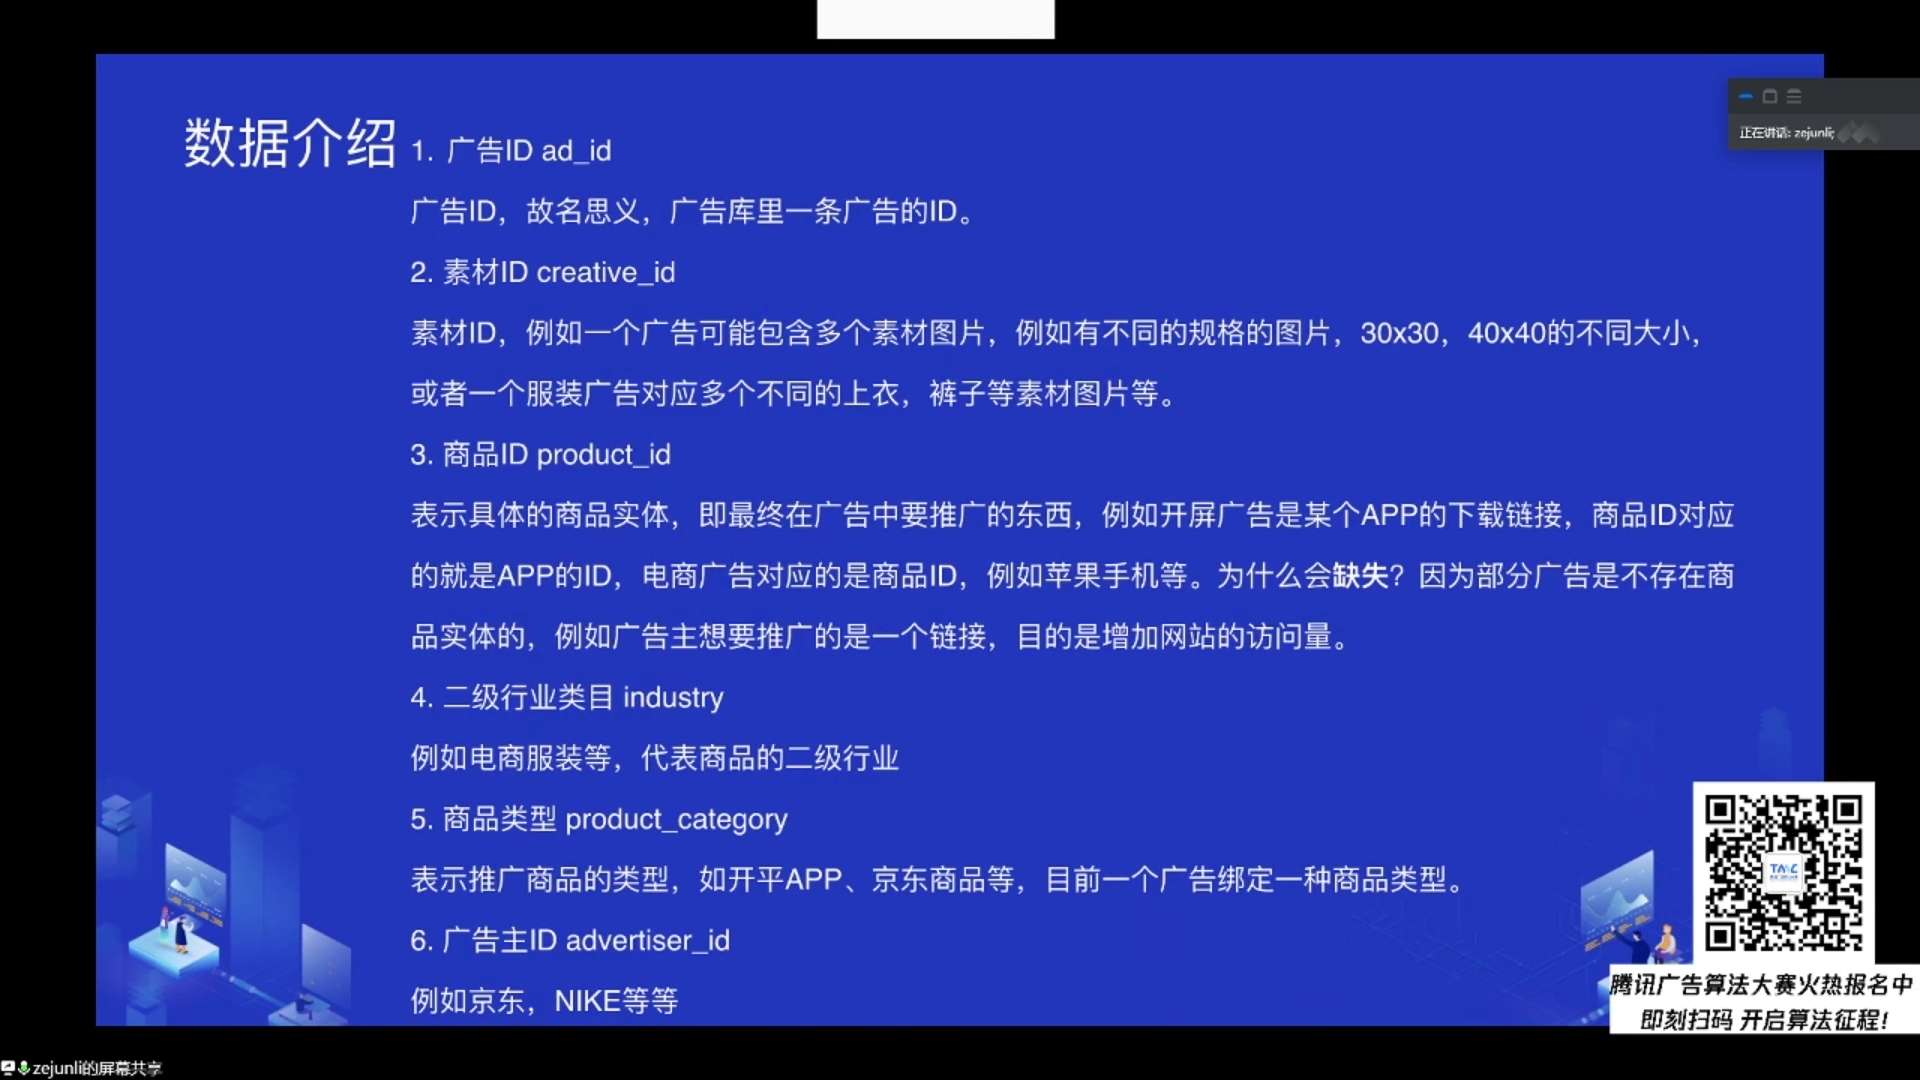 数据介绍
1. 广告ID ad_id
广告ID，故名思义，广告库里一条广告的ID。
2. 素材ID creative_id
素材ID，例如一个广告可能包含多个素材图片，例如有不同的规格的图片，30x30，40x40的不同大小，
或者一个服装广告对应多个不同的上衣，裤子等素材图片等。
3. 商品ID product_id
表示具体的商品实体，即最终在广告中要推广的东西，例如开屏广告是某个APP的下载链接，商品ID对应
的就是APP的ID，电商广告对应的是商品ID，例如苹果手机等。为什么会缺失？因为部分广告是不存在商
品实体的，例如广告主想要推广的是一个链接，目的是增加网站的访问量。
4. 二级行业类目 industry
例如电商服装等，代表商品的二级行业
5. 商品类型 product_category
表示推广商品的类型，如开平APP、京东商品等，目前一个广告绑定一种商品类型。
6. 广告主ID advertiser_id
例如京东，NIKE等等
正在讲话: zejunli;
腾讯广告算法大赛火热报名中
即刻扫码 开启算法征程！
zejunli的屏幕共享